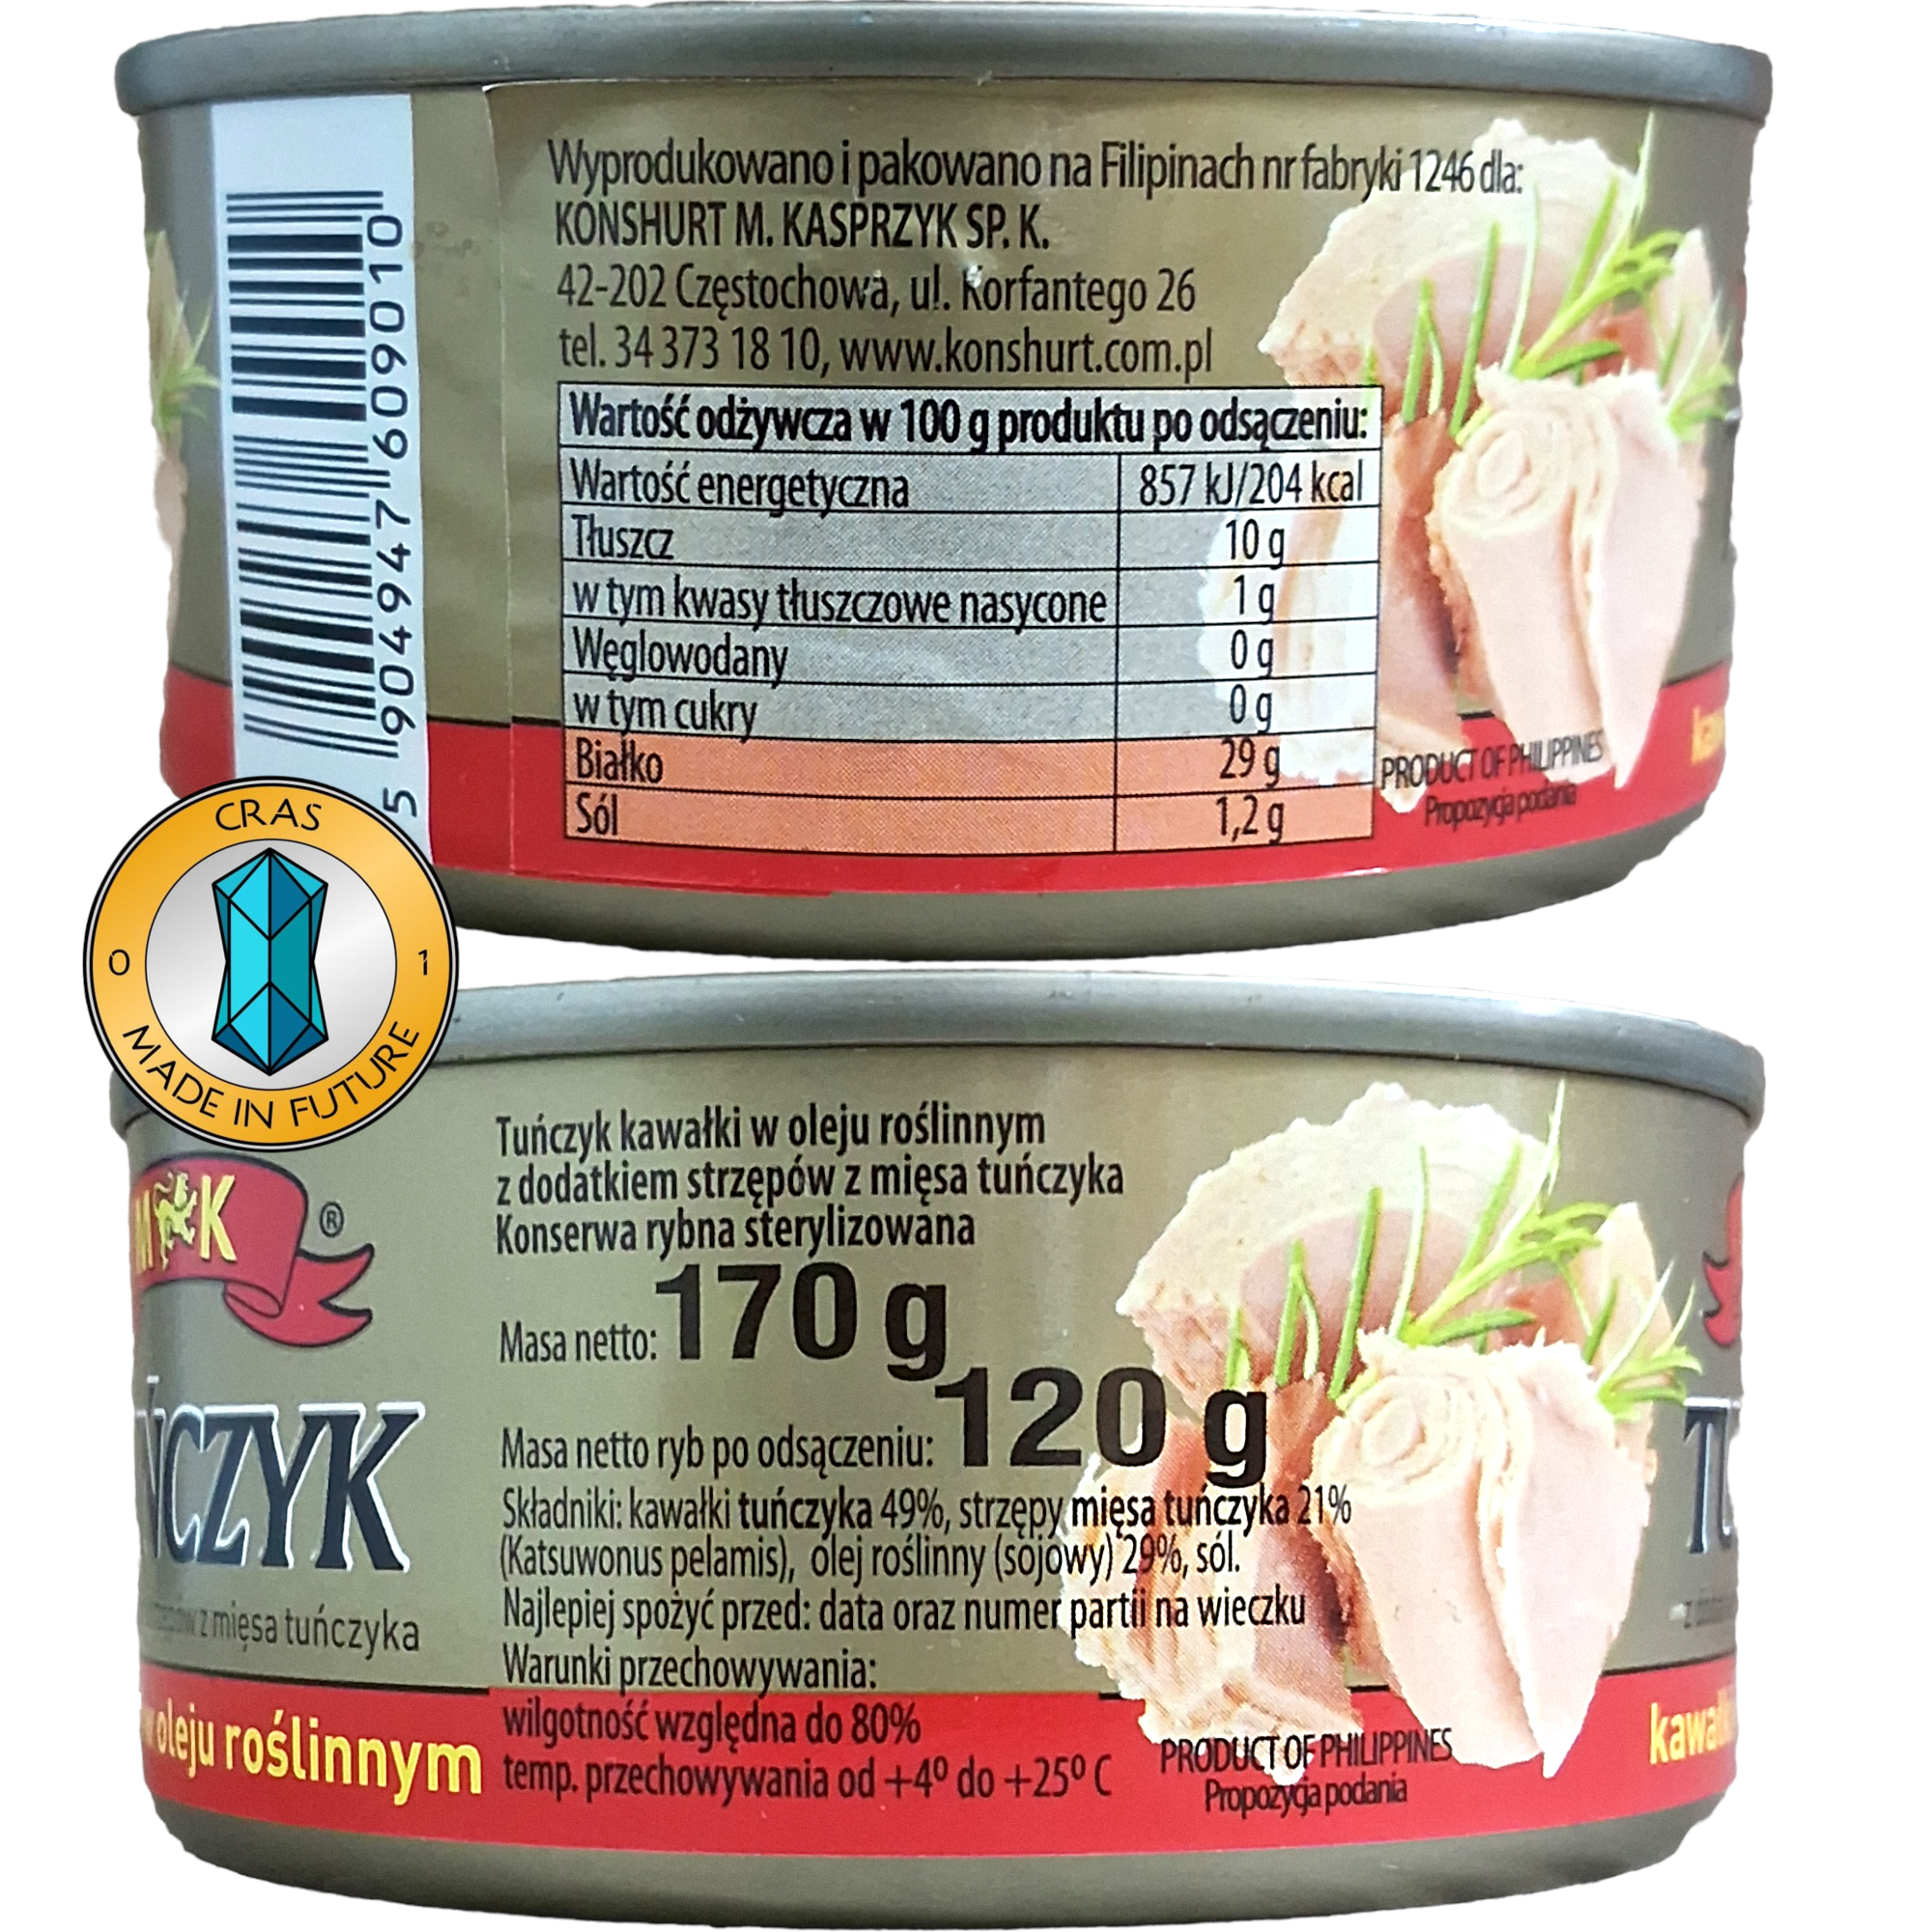 Wyprodukowano i pakowano na Filipinach nr fabryki 1246 dla:
KONSHURT M. KASPRZYK SP. K.
42-202 Częstochowa, ul. Korfantego 26
tel. 34 373 18 10, www.konshurt.com.pl
Wartość odżywcza w 100 g produktu po odsączeniu:
Wartość energetyczna 857 kJ/204 kcal
Tłuszcz 10 g
w tym kwasy tłuszczowe nasycone 1 g
Węglowodany 0 g
w tym cukry 0 g
Białko 29 g
Sól 1,2 g
PRODUCT OF PHILIPPINES
Propozycja podania
5 904947 609010
CRAS
0 1
MADE IN FUTURE
M K ®
Tuńczyk kawałki w oleju roślinnym
z dodatkiem strzępów z mięsa tuńczyka
Konserwa rybna sterylizowana
Masa netto: 170 g
Masa netto ryb po odsączeniu: 120 g
Składniki: kawałki tuńczyka 49%, strzępy mięsa tuńczyka 21%
(Katsuwonus pelamis), olej roślinny (sojowy) 29%, sól.
Najlepiej spożyć przed: data oraz numer partii na wieczku
Warunki przechowywania:
wilgotność względna do 80%
temp. przechowywania od +4º do +25º C
PRODUCT OF PHILIPPINES
Propozycja podania
ŃCZYK
z mięsa tuńczyka
w oleju roślinnym